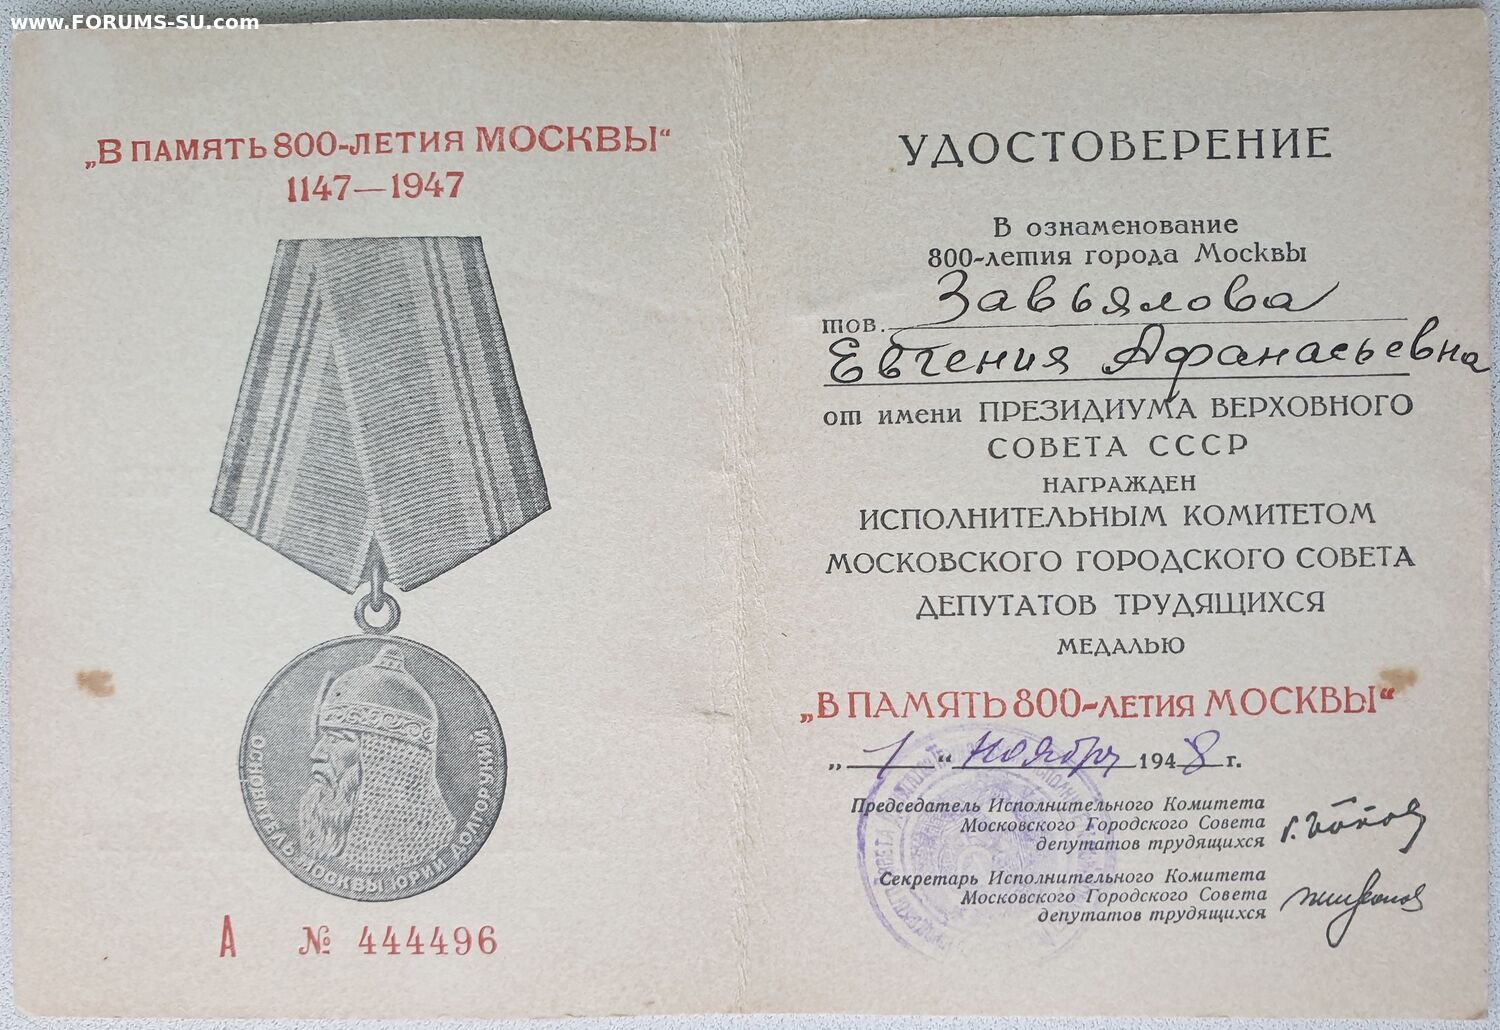 www.FORUMS-SU.com
„В ПАМЯТЬ 800-ЛЕТИЯ МОСКВЫ“
1147—1947
ОСНОВАТЕЛЬ МОСКВЫ ЮРИЙ ДОЛГОРУКИЙ
А № 444496
УДОСТОВЕРЕНИЕ
В ознаменование
800-летия города Москвы
тов. Завьялова
Евгения Афанасьевна
от имени ПРЕЗИДИУМА ВЕРХОВНОГО
СОВЕТА СССР
НАГРАЖДЕН
ИСПОЛНИТЕЛЬНЫМ КОМИТЕТОМ
МОСКОВСКОГО ГОРОДСКОГО СОВЕТА
ДЕПУТАТОВ ТРУДЯЩИХСЯ
МЕДАЛЬЮ
„В ПАМЯТЬ 800-ЛЕТИЯ МОСКВЫ“
„1“ ноября 1948 г.
Председатель Исполнительного Комитета
Московского Городского Совета
депутатов трудящихся
Г. Попов
Секретарь Исполнительного Комитета
Московского Городского Совета
депутатов трудящихся